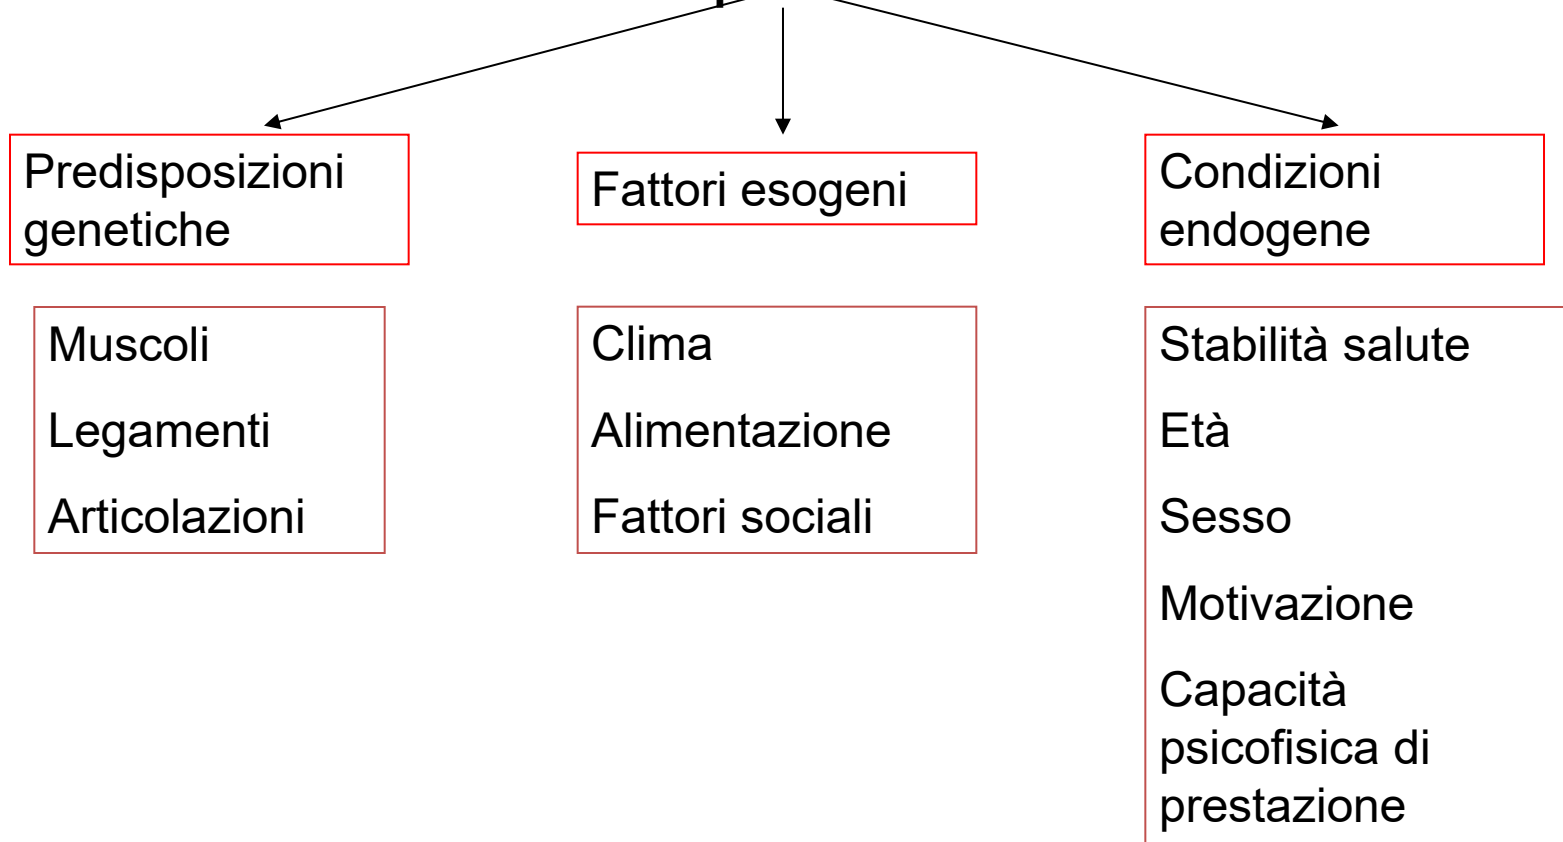 Predisposizioni
genetiche
Fattori esogeni
Condizioni
endogene
Muscoli
Legamenti
Articolazioni
Clima
Alimentazione
Fattori sociali
Stabilità salute
Età
Sesso
Motivazione
Capacità
psicofisica di
prestazione